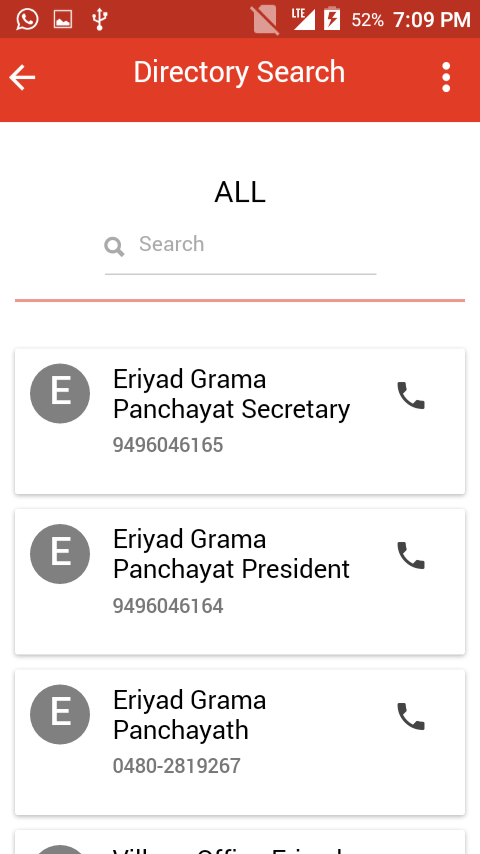 LTE 52% 7:09 PM
Directory Search
ALL
Search
E
Eriyad Grama
Panchayat Secretary
9496046165
E
Eriyad Grama
Panchayat President
9496046164
E
Eriyad Grama
Panchayath
0480-2819267